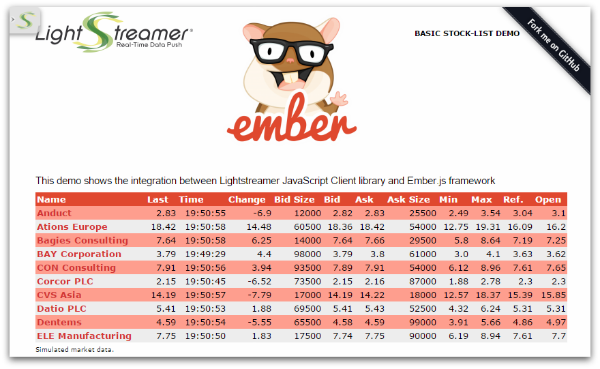 LightStreamer®
Real-Time Data Push
BASIC STOCK-LIST DEMO
Fork me on GitHub
ember
This demo shows the integration between Lightstreamer JavaScript Client library and Ember.js framework
Name Last Time Change Bid Size Bid Ask Ask Size Min Max Ref. Open
Anduct 2.83 19:50:55 -6.9 12000 2.82 2.83 25500 2.49 3.54 3.04 3.1
Ations Europe 18.42 19:50:58 14.48 60500 18.36 18.42 54000 12.75 19.31 16.09 16.2
Bagies Consulting 7.64 19:50:58 6.25 14000 7.64 7.66 29500 5.8 8.64 7.19 7.25
BAY Corporation 3.79 19:49:29 4.4 98000 3.79 3.8 61000 3.0 4.1 3.63 3.62
CON Consulting 7.91 19:50:56 3.94 93500 7.89 7.91 54000 6.12 8.96 7.61 7.65
Corcor PLC 2.15 19:50:45 -6.52 73500 2.15 2.16 87000 1.88 2.78 2.3 2.3
CVS Asia 14.19 19:50:57 -7.79 17000 14.19 14.22 18000 12.57 18.37 15.39 15.85
Datio PLC 5.41 19:50:53 1.88 69500 5.41 5.43 52500 4.32 6.24 5.31 5.31
Dentems 4.59 19:50:54 -5.55 65500 4.58 4.59 99000 3.91 5.66 4.86 4.97
ELE Manufacturing 7.75 19:50:50 1.83 17500 7.74 7.75 90000 6.19 8.94 7.61 7.7
Simulated market data.